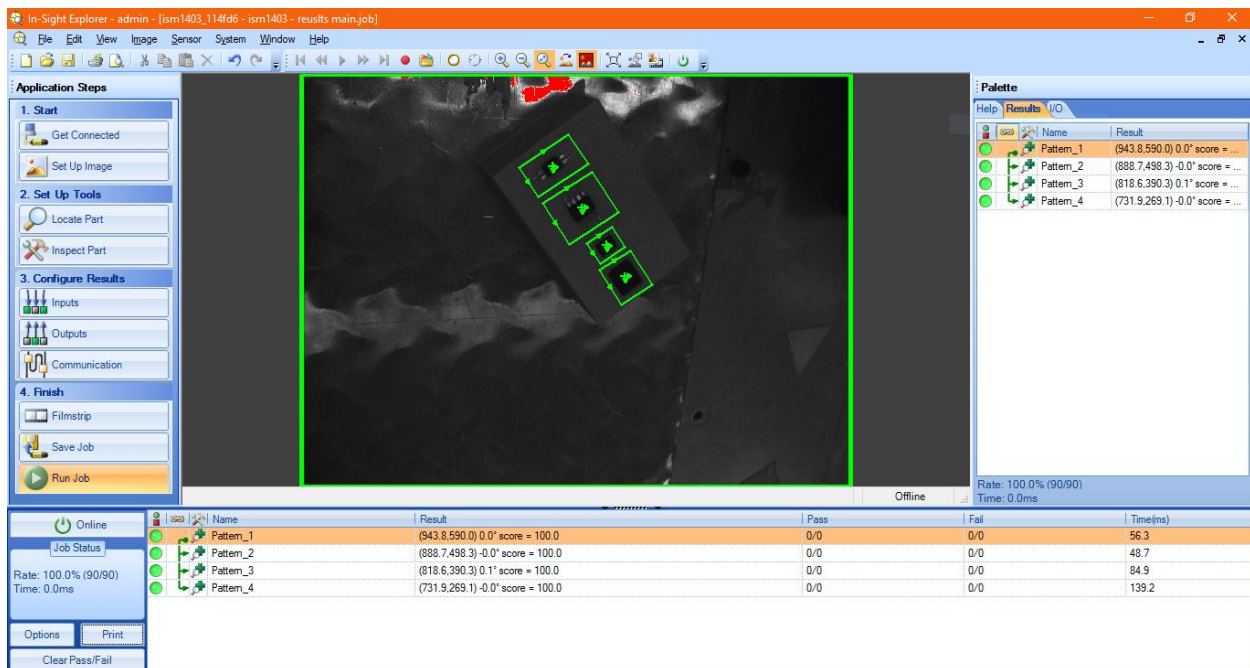 In-Sight Explorer - admin - [ism1403_114fd6 - ism1403 - reuslts main.job]
File Edit View Image Sensor System Window Help
Application Steps
1. Start
Get Connected
Set Up Image
2. Set Up Tools
Locate Part
Inspect Part
3. Configure Results
Inputs
Outputs
Communication
4. Finish
Filmstrip
Save Job
Run Job
Offline
Palette
Help Results I/O
Name Result
Pattern_1 (943.8,590.0) 0.0° score = ...
Pattern_2 (888.7,498.3) -0.0° score = ...
Pattern_3 (818.6,390.3) 0.1° score = ...
Pattern_4 (731.9,269.1) -0.0° score = ...
Rate: 100.0% (90/90)
Time: 0.0ms
Online
Job Status
Rate: 100.0% (90/90)
Time: 0.0ms
Options Print
Clear Pass/Fail
Name Result Pass Fail Time(ms)
Pattern_1 (943.8,590.0) 0.0° score = 100.0 0/0 0/0 56.3
Pattern_2 (888.7,498.3) -0.0° score = 100.0 0/0 0/0 48.7
Pattern_3 (818.6,390.3) 0.1° score = 100.0 0/0 0/0 84.9
Pattern_4 (731.9,269.1) -0.0° score = 100.0 0/0 0/0 139.2